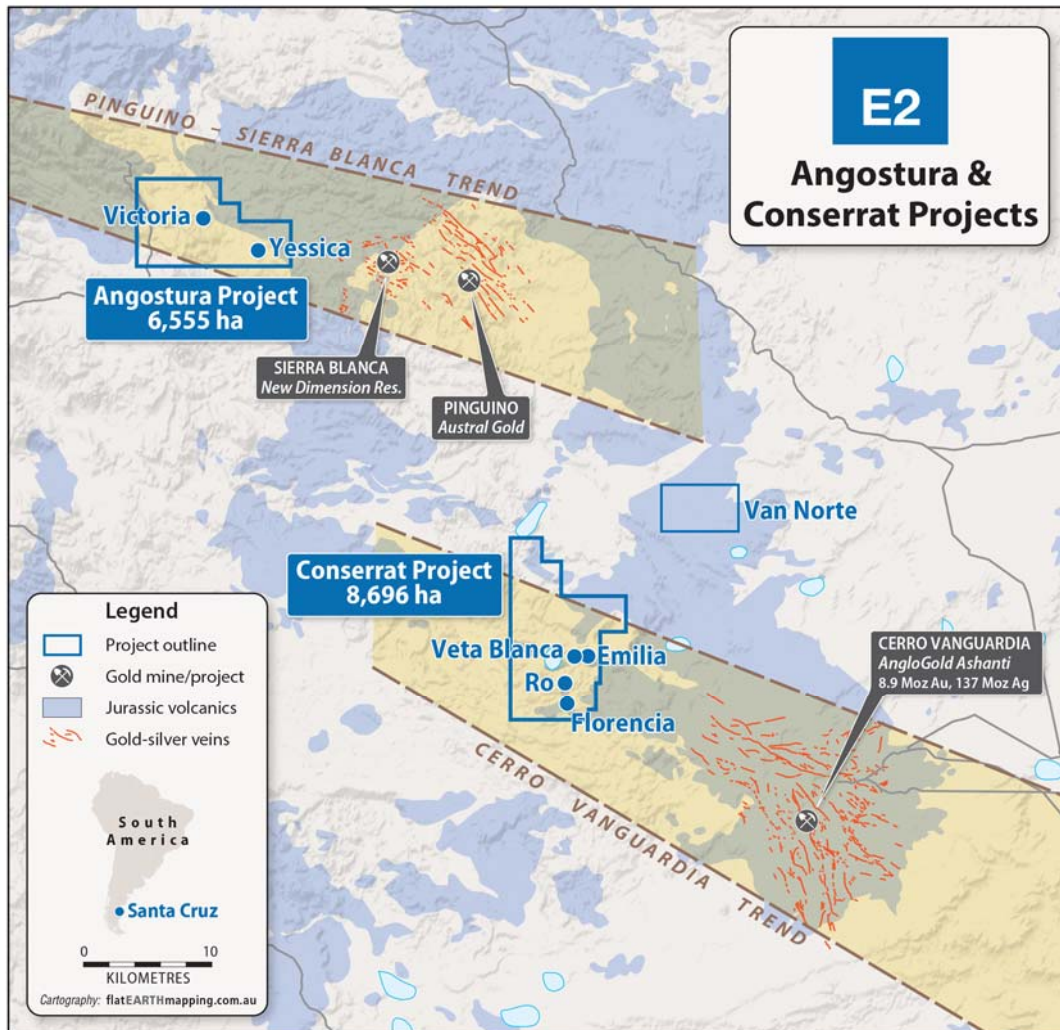 E2
Angostura &
Conserrat Projects
PINGUINO – SIERRA BLANCA TREND
Victoria
Yessica
Angostura Project
6,555 ha
SIERRA BLANCA
New Dimension Res.
PINGUINO
Austral Gold
Van Norte
Conserrat Project
8,696 ha
Veta Blanca
Emilia
Ro
Florencia
CERRO VANGUARDIA
AngloGold Ashanti
8.9 Moz Au, 137 Moz Ag
CERRO VANGUARDIA TREND
Legend
Project outline
Gold mine/project
Jurassic volcanics
Gold-silver veins
South
America
Santa Cruz
0 10
KILOMETRES
Cartography: flatEARTHmapping.com.au